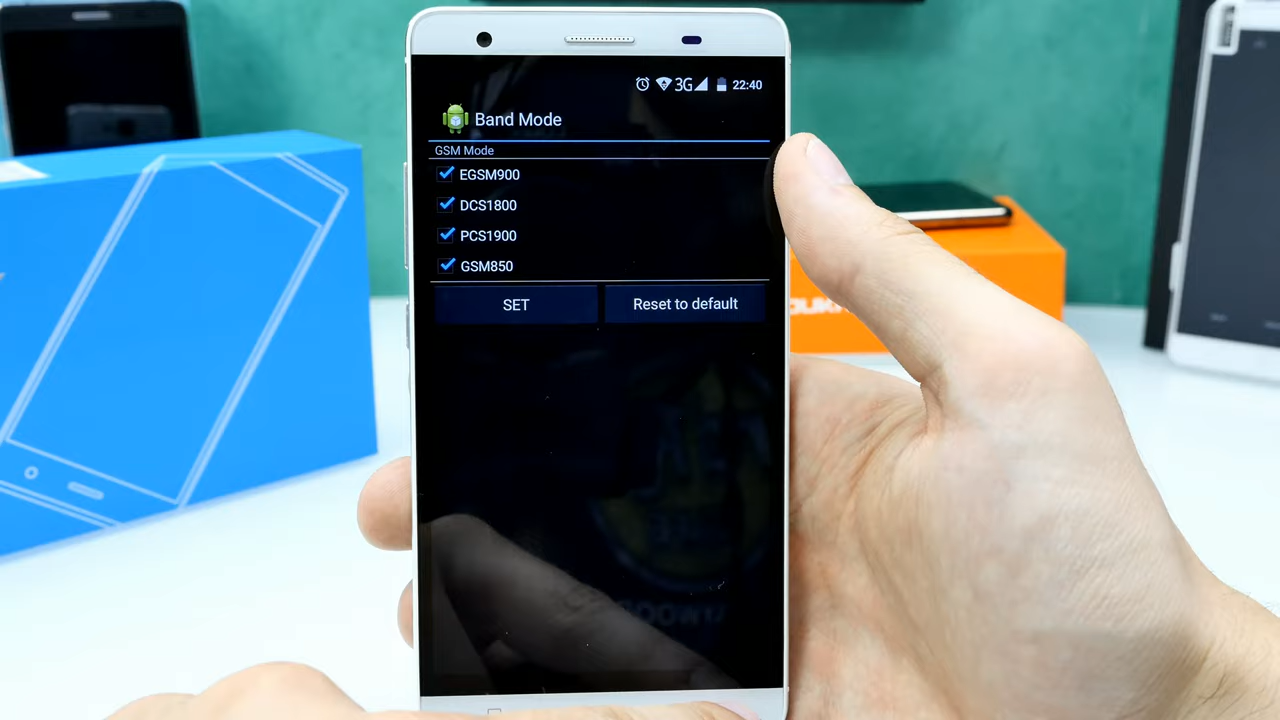 3G 22:40
Band Mode
GSM Mode
EGSM900
DCS1800
PCS1900
GSM850
SET Reset to default